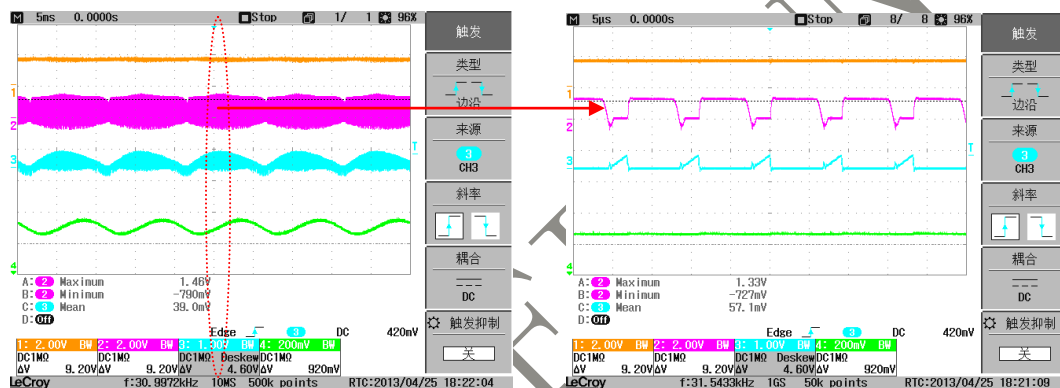 M 5ms 0.0000s Stop 1/ 1 96%
触发
类型
边沿
来源
3
CH3
斜率
耦合
DC
触发抑制
关
1
2
3
4
T
A: 2 Maximum 1.46V
B: 2 Minimum -790mV
C: 3 Mean 39.0mV
D: Off
Edge 3 DC 420mV
1: 2.00V BW 2: 2.00V BW 3: 1.00V BW 4: 200mV BW
DC1MΩ DC1MΩ DC1MΩ Deskew DC1MΩ
ΔV 9.20V ΔV 9.20V ΔV 4.60V ΔV 920mV
LeCroy f:30.9972kHz 10MS 500k points RTC:2013/04/25 18:22:04
M 5µs 0.0000s Stop 8/ 8 96%
触发
类型
边沿
来源
3
CH3
斜率
耦合
DC
触发抑制
关
1
2
3
4
T
A: 2 Maximum 1.33V
B: 2 Minimum -727mV
C: 3 Mean 57.1mV
D: Off
Edge 3 DC 420mV
1: 2.00V BW 2: 2.00V BW 3: 1.00V BW 4: 200mV BW
DC1MΩ DC1MΩ DC1MΩ Deskew DC1MΩ
ΔV 9.20V ΔV 9.20V ΔV 4.60V ΔV 920mV
LeCroy f:31.5433kHz 1GS 50k points RTC:2013/04/25 18:21:00